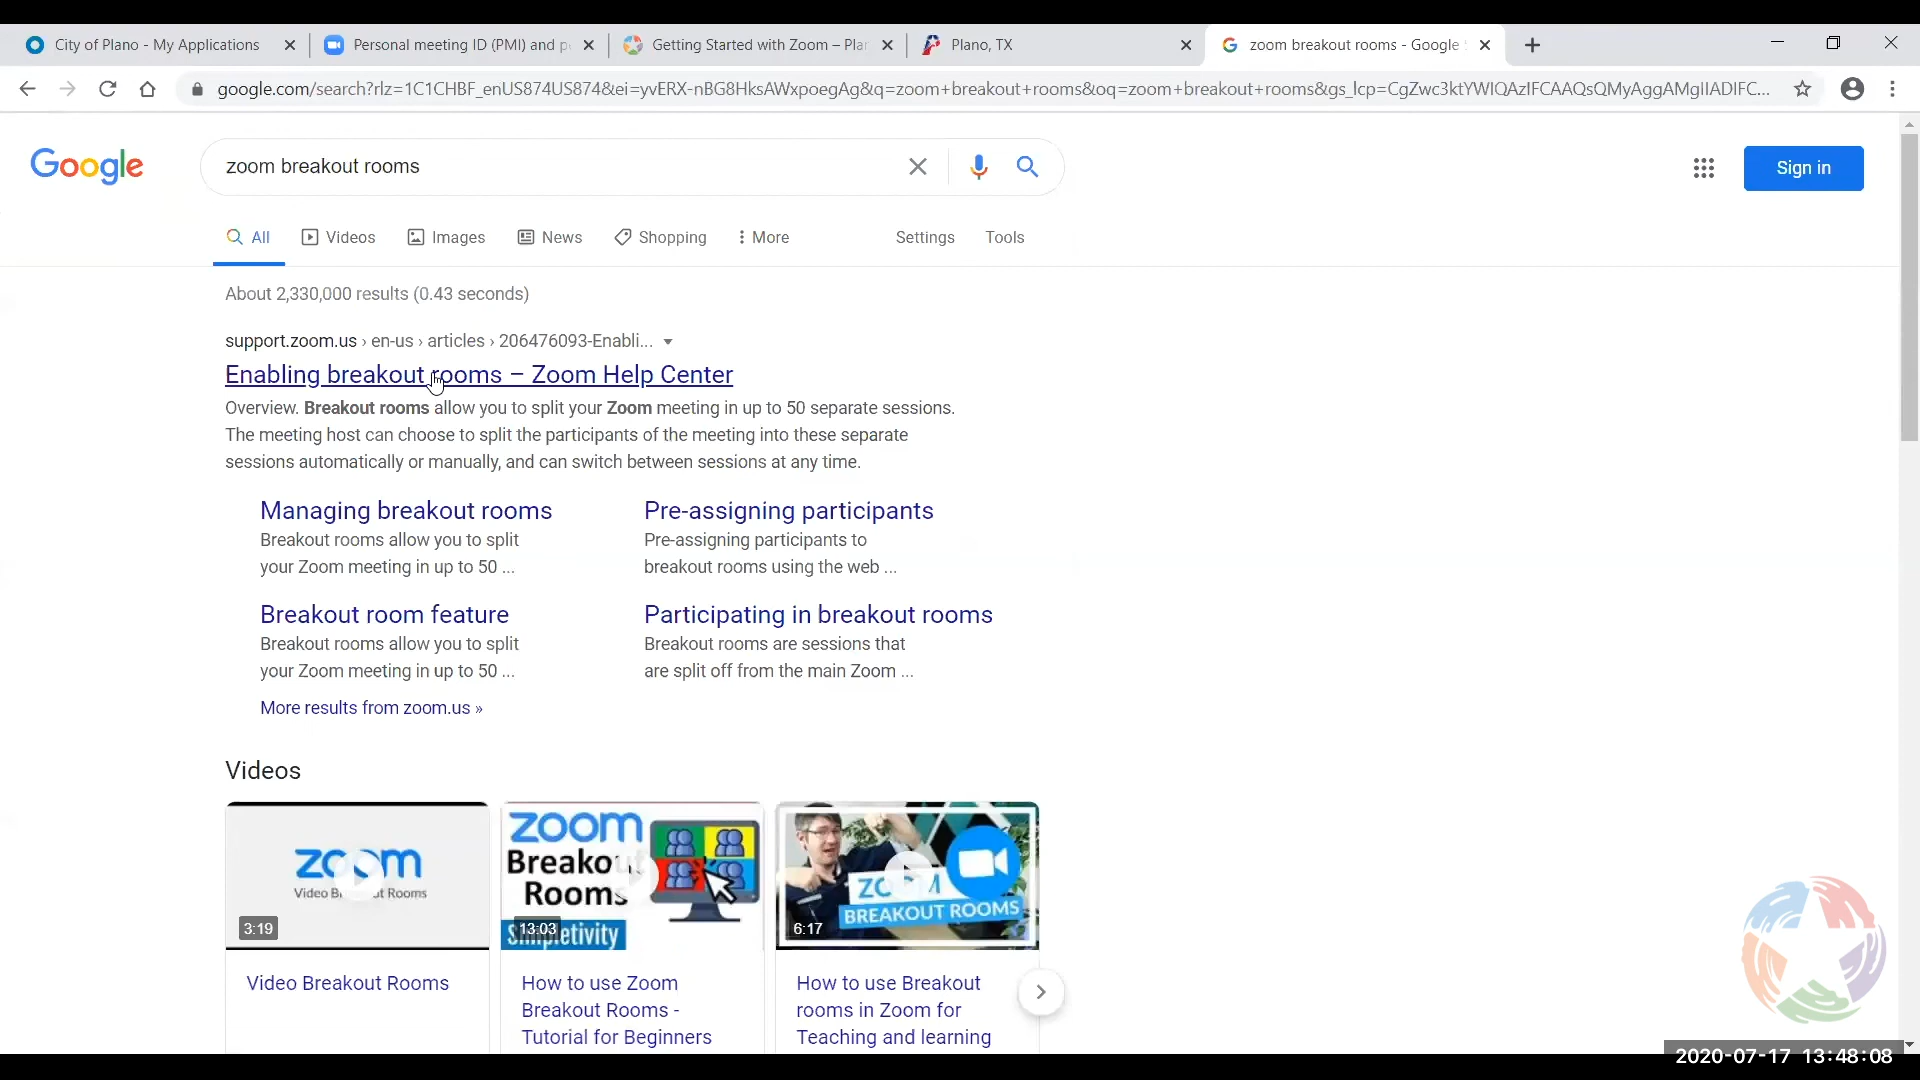 City of Plano - My Applications
Personal meeting ID (PMI) and p
Getting Started with Zoom – Plan
Plano, TX
zoom breakout rooms - Google
google.com/search?rlz=1C1CHBF_enUS874US874&ei=yvERX-nBG8HksAWxpoegAg&q=zoom+breakout+rooms&oq=zoom+breakout+rooms&gs_lcp=CgZwc3ktYWIQAzIFCAAQsQMyAggAMgIIADIFC...
Google
zoom breakout rooms
Sign in
All
Videos
Images
News
Shopping
More
Settings
Tools
About 2,330,000 results (0.43 seconds)
support.zoom.us › en-us › articles › 206476093-Enabli...
Enabling breakout rooms – Zoom Help Center
Overview. Breakout rooms allow you to split your Zoom meeting in up to 50 separate sessions.
The meeting host can choose to split the participants of the meeting into these separate
sessions automatically or manually, and can switch between sessions at any time.
Managing breakout rooms
Breakout rooms allow you to split
your Zoom meeting in up to 50 ...
Pre-assigning participants
Pre-assigning participants to
breakout rooms using the web ...
Breakout room feature
Breakout rooms allow you to split
your Zoom meeting in up to 50 ...
Participating in breakout rooms
Breakout rooms are sessions that
are split off from the main Zoom ...
More results from zoom.us »
Videos
zoom
Video Breakout Rooms
3:19
zoom
Breakout
Rooms
13:03
Simpletivity
ZOOM
BREAKOUT ROOMS
6:17
Video Breakout Rooms
How to use Zoom
Breakout Rooms -
Tutorial for Beginners
How to use Breakout
rooms in Zoom for
Teaching and learning
2020-07-17 13:48:08